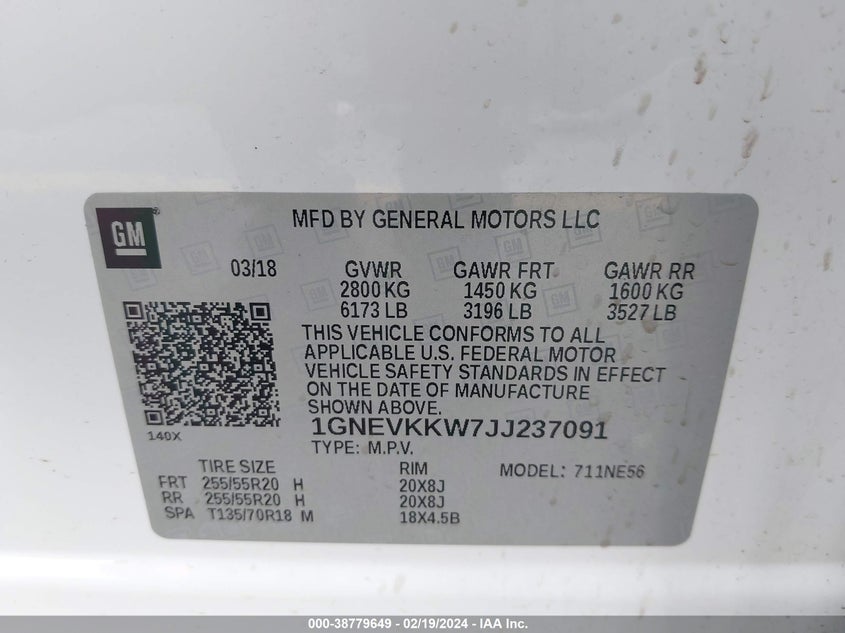 GM
MFD BY GENERAL MOTORS LLC
03/18 GVWR GAWR FRT GAWR RR
2800 KG 1450 KG 1600 KG
6173 LB 3196 LB 3527 LB
THIS VEHICLE CONFORMS TO ALL
APPLICABLE U.S. FEDERAL MOTOR
VEHICLE SAFETY STANDARDS IN EFFECT
ON THE DATE OF MANUFACTURE
SHOWN ABOVE.
140X
1GNEVKKW7JJ237091
TYPE: M.P.V.
TIRE SIZE RIM MODEL: 711NE56
FRT 255/55R20 H 20X8J
RR 255/55R20 H 20X8J
SPA T135/70R18 M 18X4.5B
000-38779649 - 02/19/2024 - IAA Inc.